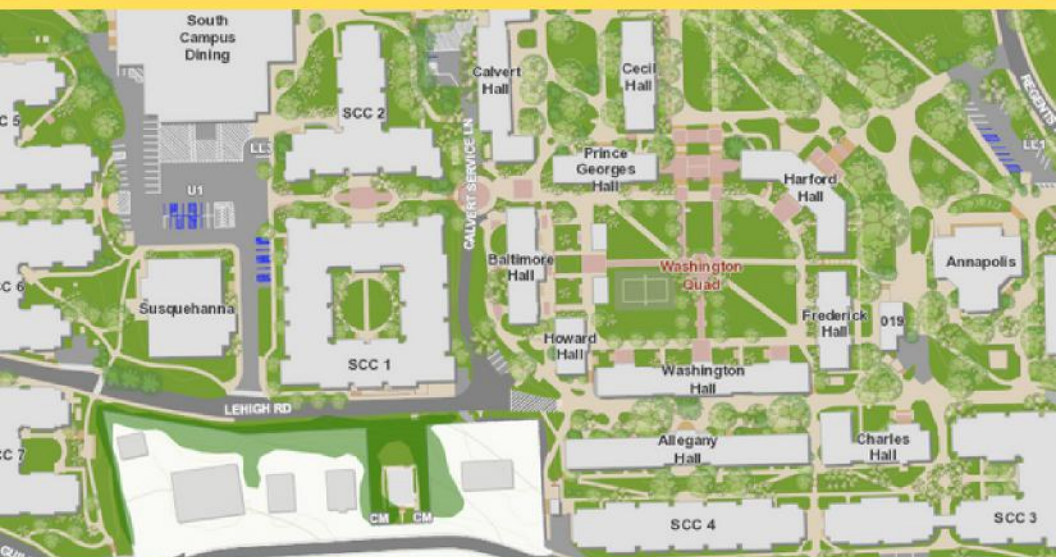 South
Campus
Dining
Calvert
Hall
Cecil
Hall
REGENTS
C 5
SCC 2
LL1
Prince
Georges
Hall
Harford
Hall
U1
CALVERT SERVICE LN
Baltimore
Hall
Washington
Quad
Annapolis
C 6
Susquehanna
Frederick
Hall
019
Howard
Hall
SCC 1
Washington
Hall
LEHIGH RD
Allegany
Hall
Charles
Hall
CC 7
CM
CM
SCC 4
SCC 3